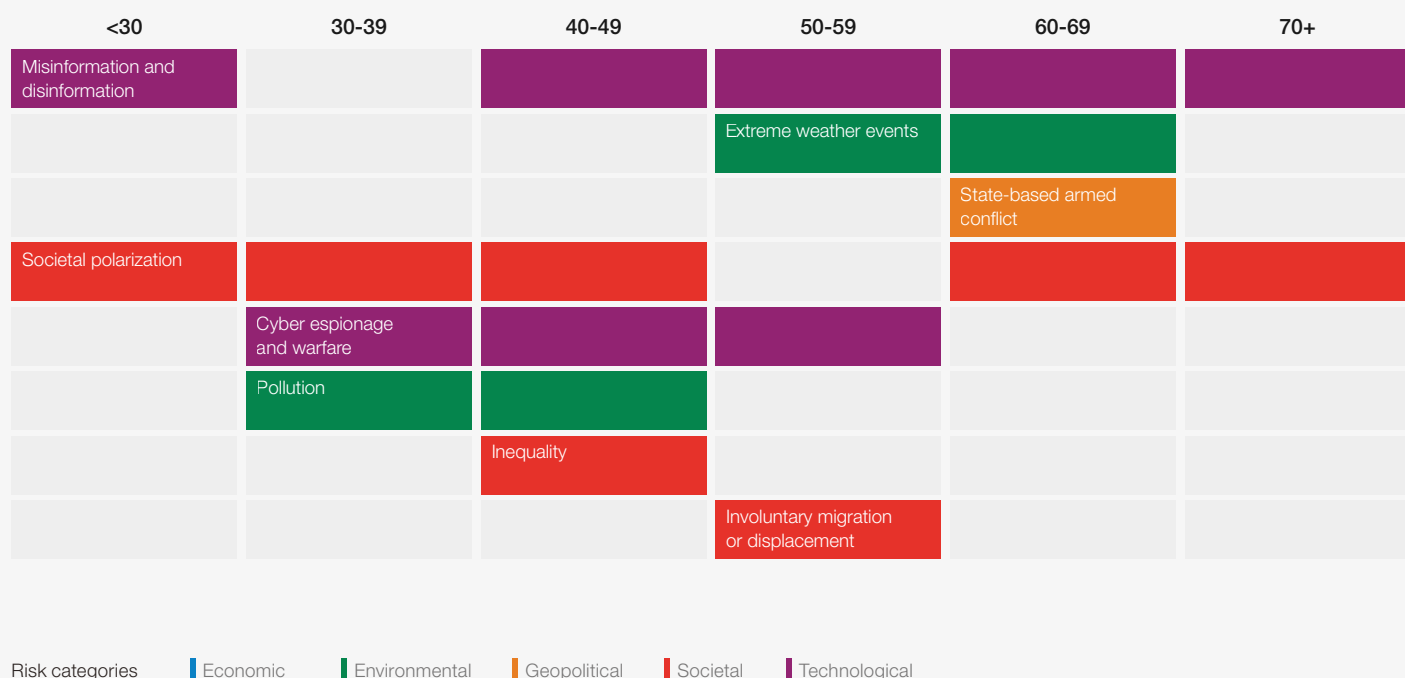 <30 30-39 40-49 50-59 60-69 70+
Misinformation and
disinformation
Extreme weather events
State-based armed
conflict
Societal polarization
Cyber espionage
and warfare
Pollution
Inequality
Involuntary migration
or displacement
Risk categories Economic Environmental Geopolitical Societal Technological